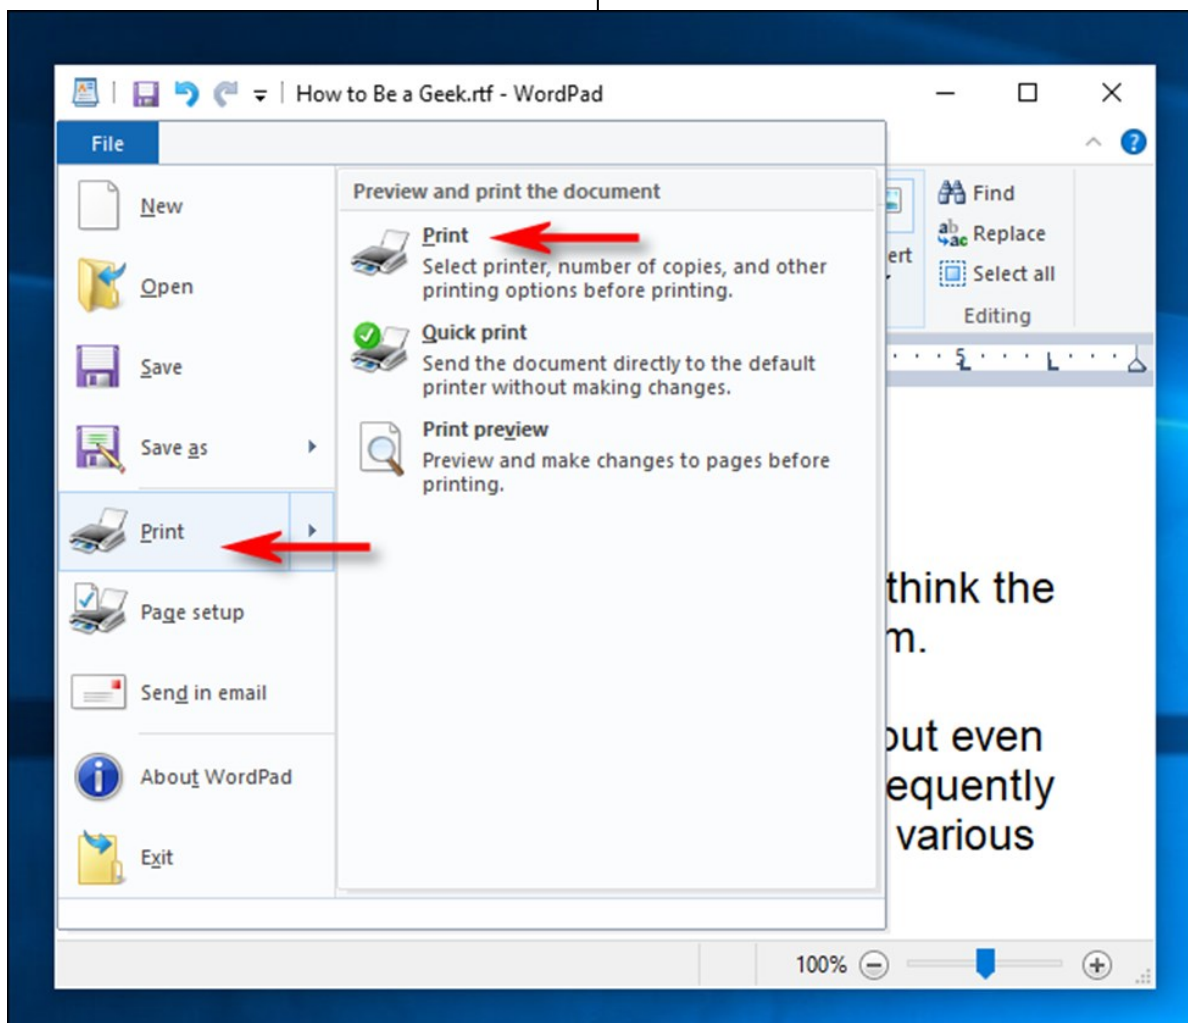 How to Be a Geek.rtf - WordPad
File
New
Open
Save
Save as
Print
Page setup
Send in email
About WordPad
Exit
Preview and print the document
Print
Select printer, number of copies, and other
printing options before printing.
Quick print
Send the document directly to the default
printer without making changes.
Print preview
Preview and make changes to pages before
printing.
ert
Find
Replace
Select all
Editing
5
think the
m.
out even
equently
various
100%